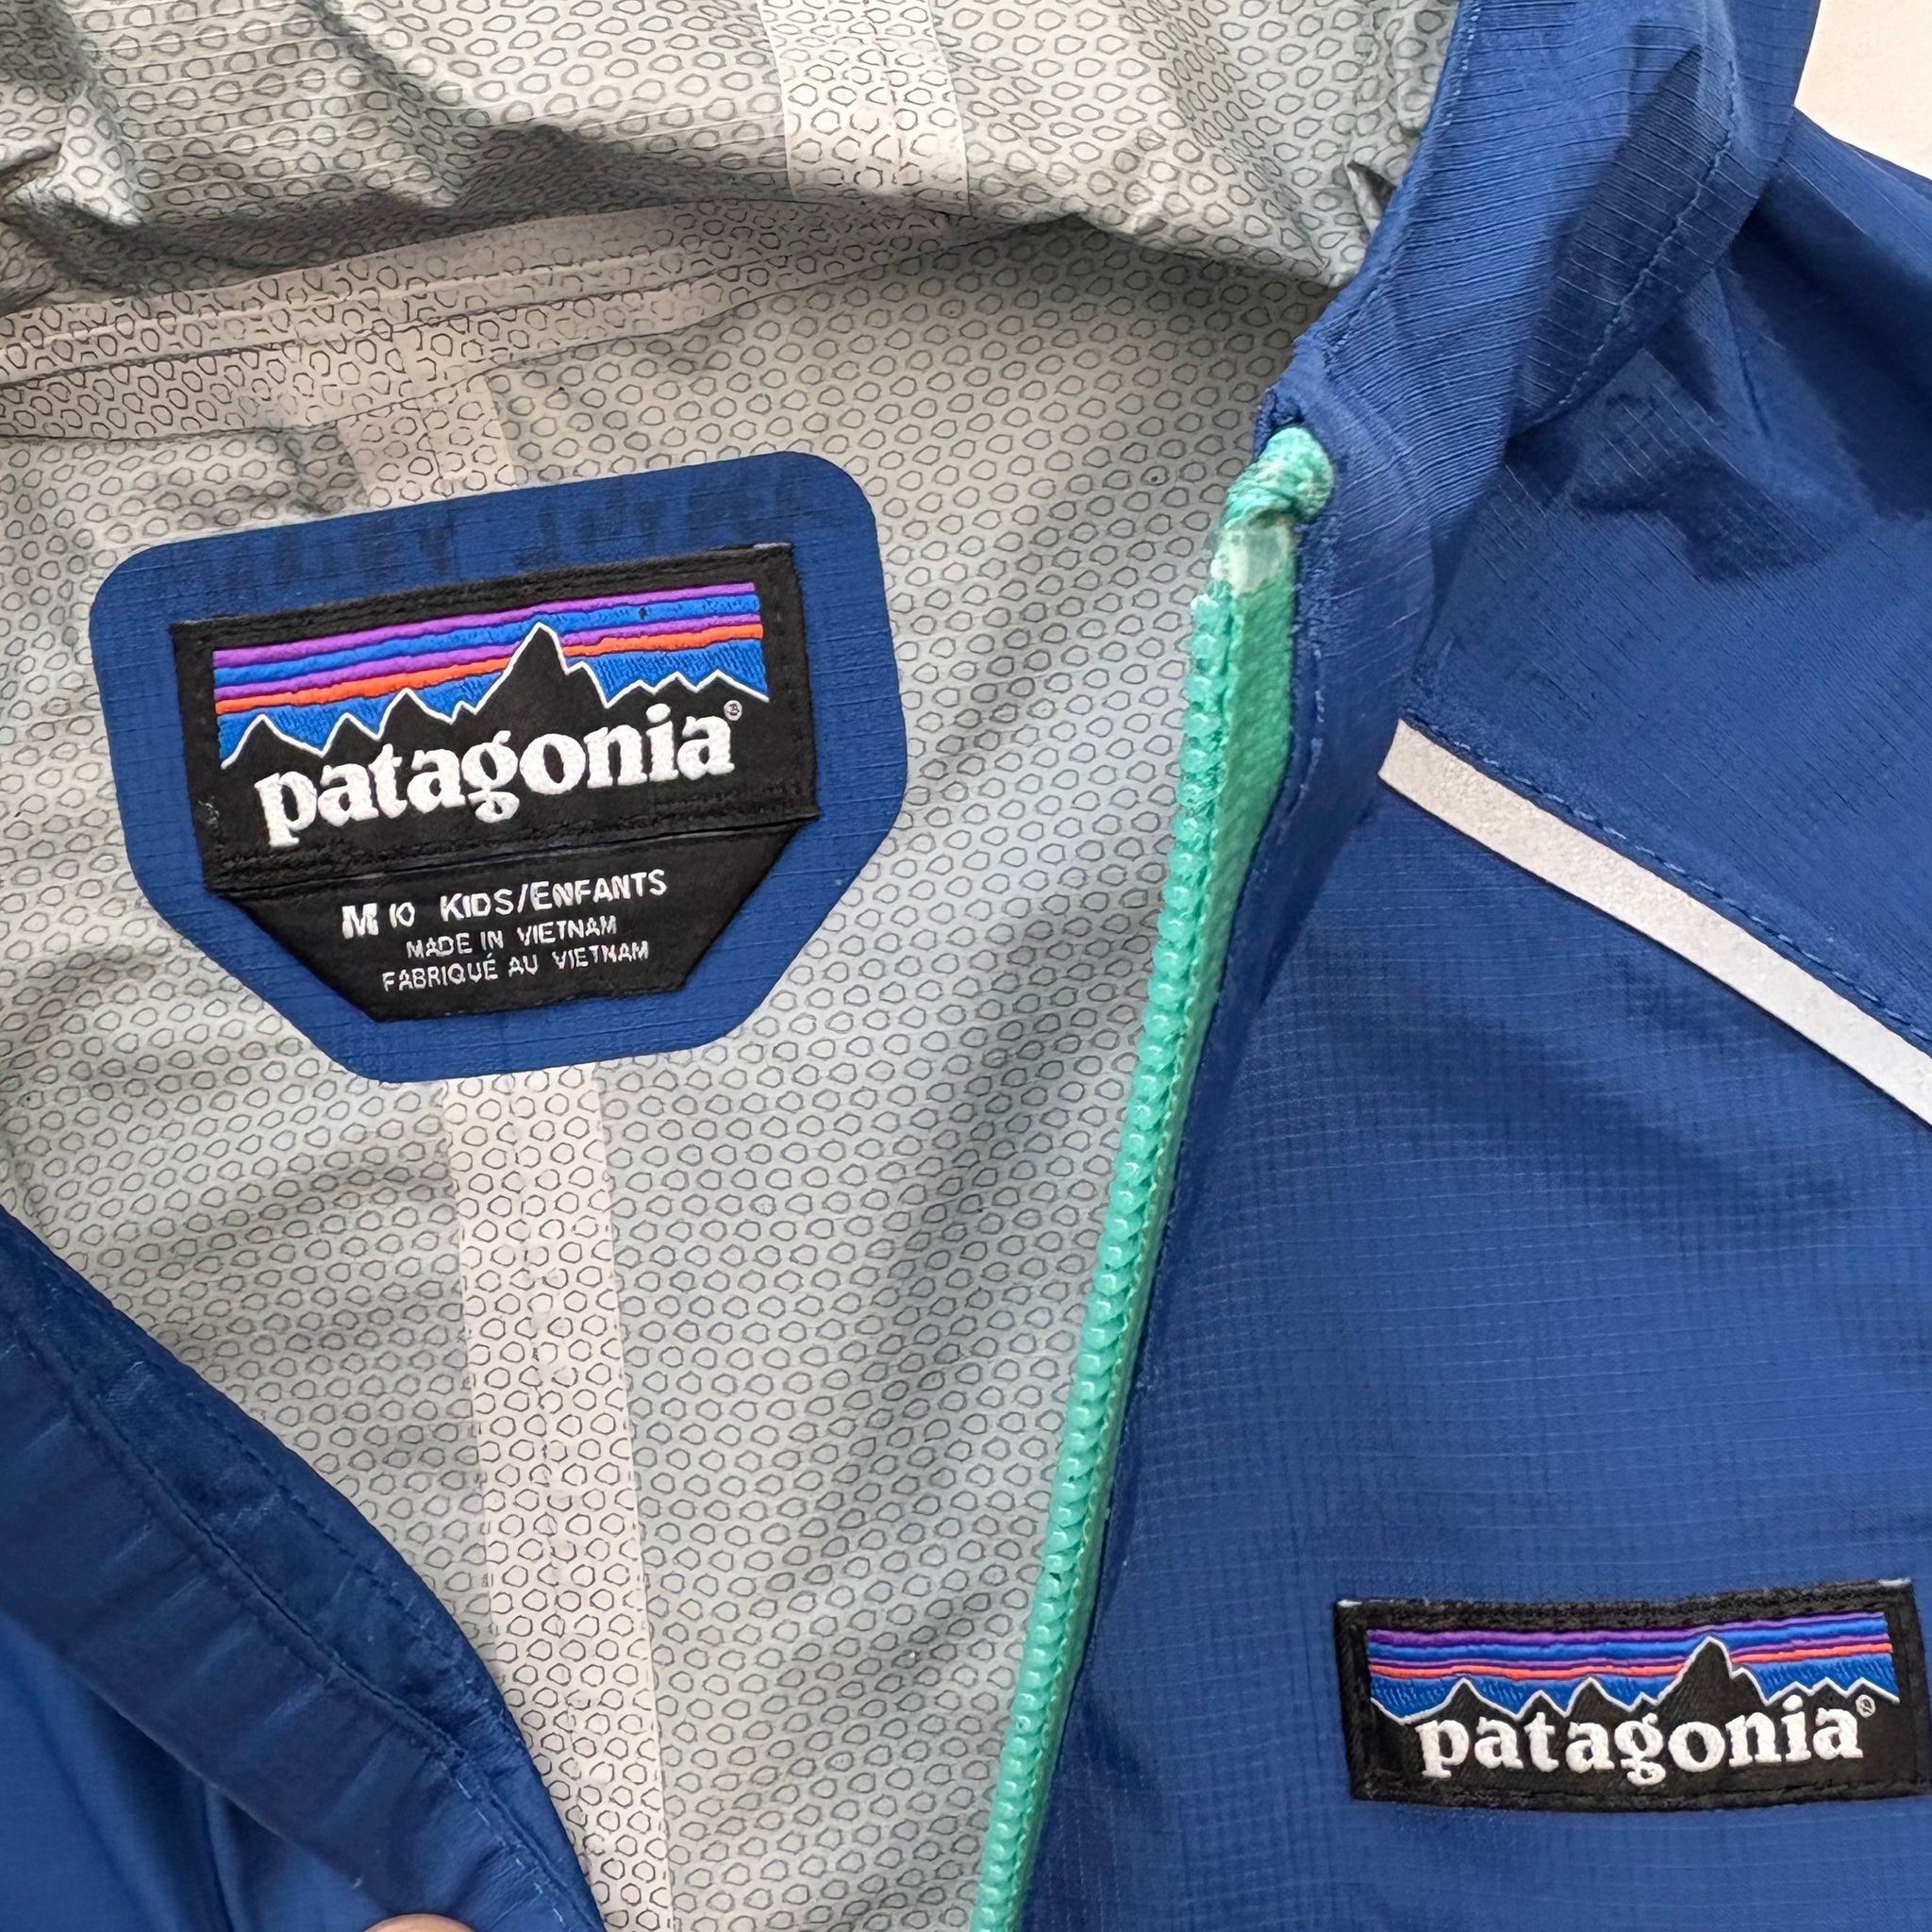 patagonia®
M 10 KIDS/ENFANTS
MADE IN VIETNAM
FABRIQUÉ AU VIETNAM
patagonia®